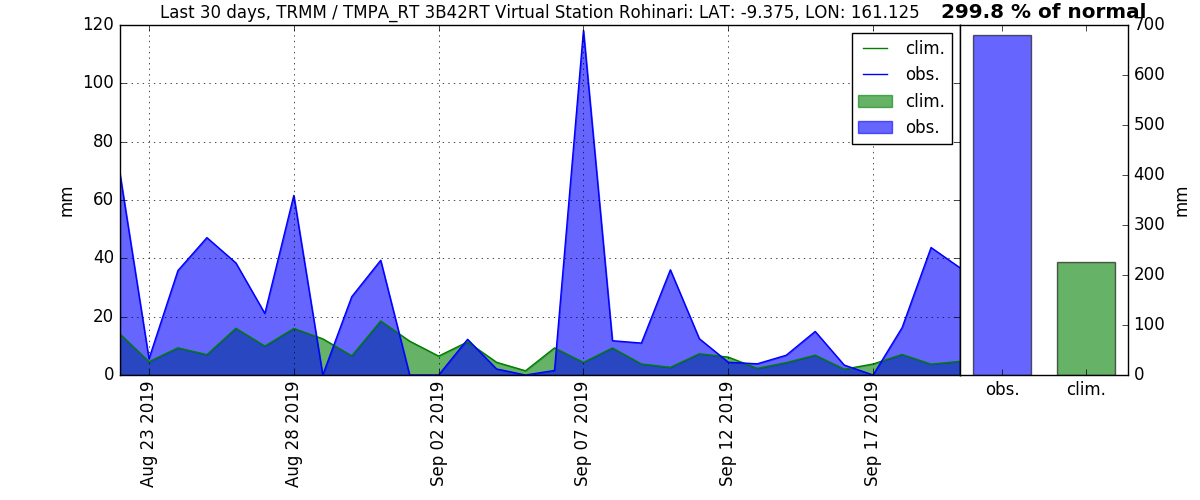 Last 30 days, TRMM / TMPA_RT 3B42RT Virtual Station Rohinari: LAT: -9.375, LON: 161.125
299.8 % of normal
120
100
80
60
40
20
0
mm
clim.
obs.
clim.
obs.
Aug 23 2019
Aug 28 2019
Sep 02 2019
Sep 07 2019
Sep 12 2019
Sep 17 2019
700
600
500
400
300
200
100
0
mm
obs.
clim.